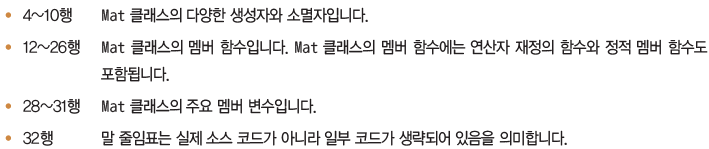 • 4~10행 Mat 클래스의 다양한 생성자와 소멸자입니다.
• 12~26행 Mat 클래스의 멤버 함수입니다. Mat 클래스의 멤버 함수에는 연산자 재정의 함수와 정적 멤버 함수도
포함됩니다.
• 28~31행 Mat 클래스의 주요 멤버 변수입니다.
• 32행 말 줄임표는 실제 소스 코드가 아니라 일부 코드가 생략되어 있음을 의미합니다.